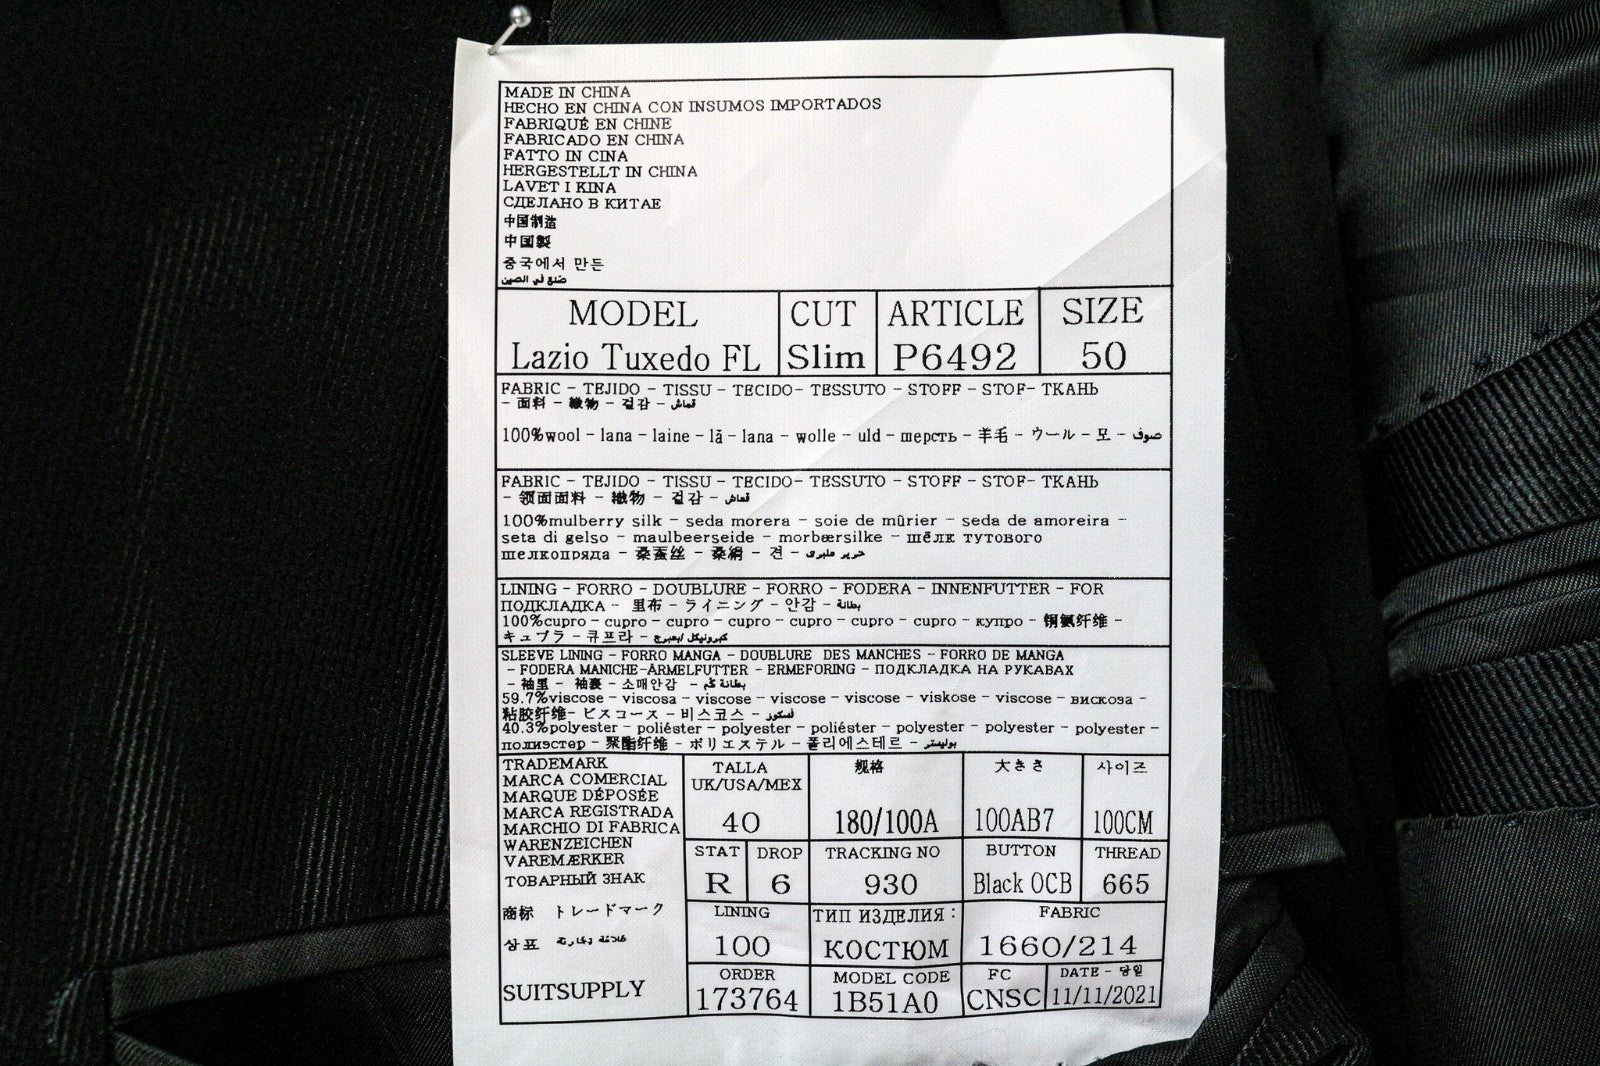 MADE IN CHINA
HECHO EN CHINA CON INSUMOS IMPORTADOS
FABRIQUÉ EN CHINE
FABRICADO EN CHINA
FATTO IN CINA
HERGESTELLT IN CHINA
LAVET I KINA
СДЕЛАНО В КИТАЕ
中国制造
中国製
중국에서 만든
صنع في الصين
MODEL CUT ARTICLE SIZE
Lazio Tuxedo FL Slim P6492 50
FABRIC - TEJIDO - TISSU - TECIDO- TESSUTO - STOFF - STOF- ТКАНЬ
- 面料 - 織物 - 겉감 - قماش
100%wool - lana - laine - lã - lana - wolle - uld - шерсть - 羊毛 - ウール - 모 - صوف
FABRIC - TEJIDO - TISSU - TECIDO- TESSUTO - STOFF - STOF- ТКАНЬ
- 领面面料 - 織物 - 겉감 - قماش
100%mulberry silk - seda morera - soie de mûrier - seda de amoreira -
seta di gelso - maulbeerseide - morbærsilke - шёлк тутового
шелкопряда - 桑蚕丝 - 桑絹 - 견 - حرير
LINING - FORRO - DOUBLURE - FORRO - FODERA - INNENFUTTER - FOR
ПОДКЛАДКА - 里布 - ライニング - 안감 - بطانة
100%cupro - cupro - cupro - cupro - cupro - cupro - cupro - купро - 铜氨纤维 -
キュプラ - 큐프라 -
SLEEVE LINING - FORRO MANGA - DOUBLURE DES MANCHES - FORRO DE MANGA
- FODERA MANICHE-ÄRMELFUTTER - ERMEFORING - ПОДКЛАДКА НА РУКАВАХ
- 袖里 - 袖裏 - 소매안감 - بطانة كم
59.7%viscose - viscosa - viscose - viscose - viscose - viskose - viscose - вискоза -
粘胶纤维- ビスコース - 비스코스 - فسكوز
40.3%polyester - poliéster - polyester - poliéster - polyester - polyester - polyester -
полиэстер - 聚酯纤维 - ポリエステル - 폴리에스테르 - بوليستر
TRADEMARK
MARCA COMERCIAL
MARQUE DÉPOSÉE
MARCA REGISTRADA
MARCHIO DI FABRICA
WARENZEICHEN
VAREMÆRKER
ТОВАРНЫЙ ЗНАК
商标 トレードマーク
상표 علامة تجارية
SUITSUPPLY
TALLA 规格 大きさ 사이즈
UK/USA/MEX
40 180/100A 100AB7 100CM
STAT DROP TRACKING NO BUTTON THREAD
R 6 930 Black OCB 665
LINING ТИП ИЗДЕЛИЯ: FABRIC
100 КОСТЮМ 1660/214
ORDER MODEL CODE FC DATE -
173764 1B51A0 CNSC 11/11/2021